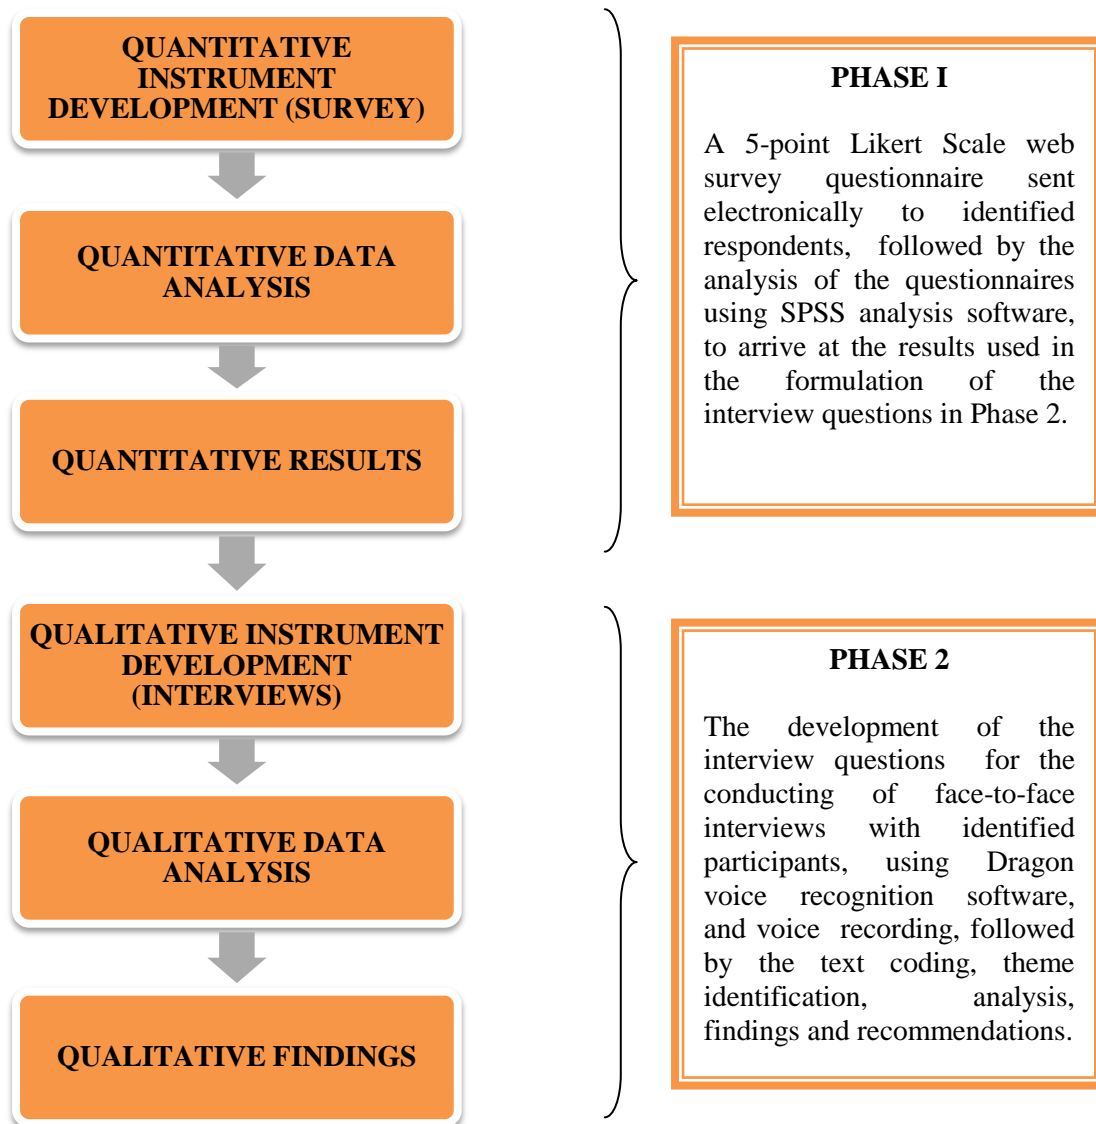 QUANTITATIVE
INSTRUMENT
DEVELOPMENT (SURVEY)
QUANTITATIVE DATA
ANALYSIS
QUANTITATIVE RESULTS
PHASE I
A 5-point Likert Scale web
survey questionnaire sent
electronically to identified
respondents, followed by the
analysis of the questionnaires
using SPSS analysis software,
to arrive at the results used in
the formulation of the
interview questions in Phase 2.
QUALITATIVE INSTRUMENT
DEVELOPMENT
(INTERVIEWS)
QUALITATIVE DATA
ANALYSIS
QUALITATIVE FINDINGS
PHASE 2
The development of the
interview questions for the
conducting of face-to-face
interviews with identified
participants, using Dragon
voice recognition software,
and voice recording, followed
by the text coding, theme
identification, analysis,
findings and recommendations.